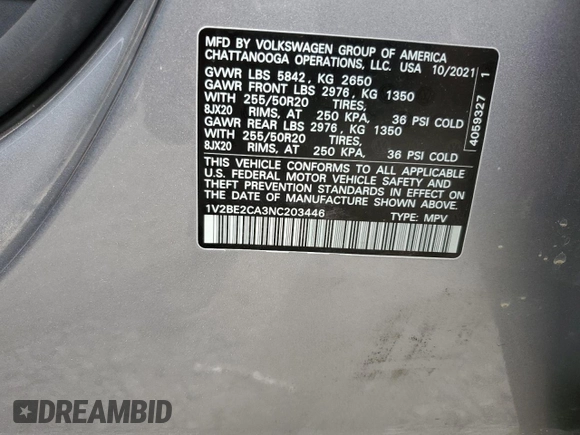 MFD BY VOLKSWAGEN GROUP OF AMERICA
CHATTANOOGA OPERATIONS, LLC. USA 10/2021
GVWR LBS 5842, KG 2650
GAWR FRONT LBS 2976, KG 1350
WITH 255/50R20 TIRES,
8JX20 RIMS, AT 250 KPA, 36 PSI COLD
GAWR REAR LBS 2976, KG 1350
WITH 255/50R20 TIRES,
8JX20 RIMS, AT 250 KPA, 36 PSI COLD
THIS VEHICLE CONFORMS TO ALL APPLICABLE
U.S. FEDERAL MOTOR VEHICLE SAFETY AND
THEFT PREVENTION STANDARDS IN EFFECT ON
THE DATE OF MANUFACTURE SHOWN ABOVE.
1V2BE2CA3NC203446 TYPE: MPV
4059327 1
DREAMBID